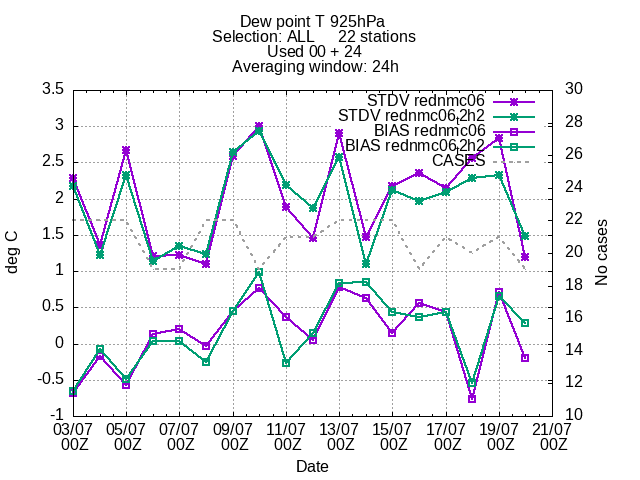 Dew point T 925hPa
Selection: ALL 22 stations
Used 00 + 24
Averaging window: 24h
3.5
3
2.5
2
1.5
1
0.5
0
-0.5
-1
30
28
26
24
22
20
18
16
14
12
10
STDV rednmc06
STDV rednmc06t2h2
BIAS rednmc06
BIAS rednmc06t2h2
CASES
deg C
No cases
03/07 05/07 07/07 09/07 11/07 13/07 15/07 17/07 19/07 21/07
00Z 00Z 00Z 00Z 00Z 00Z 00Z 00Z 00Z 00Z
Date